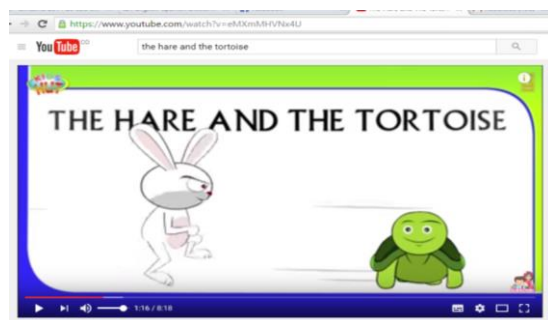 https://www.youtube.com/watch?v=eMXmMHVNx4U
YouTube CO
the hare and the tortoise
THE HARE AND THE TORTOISE
1:16 / 8:18